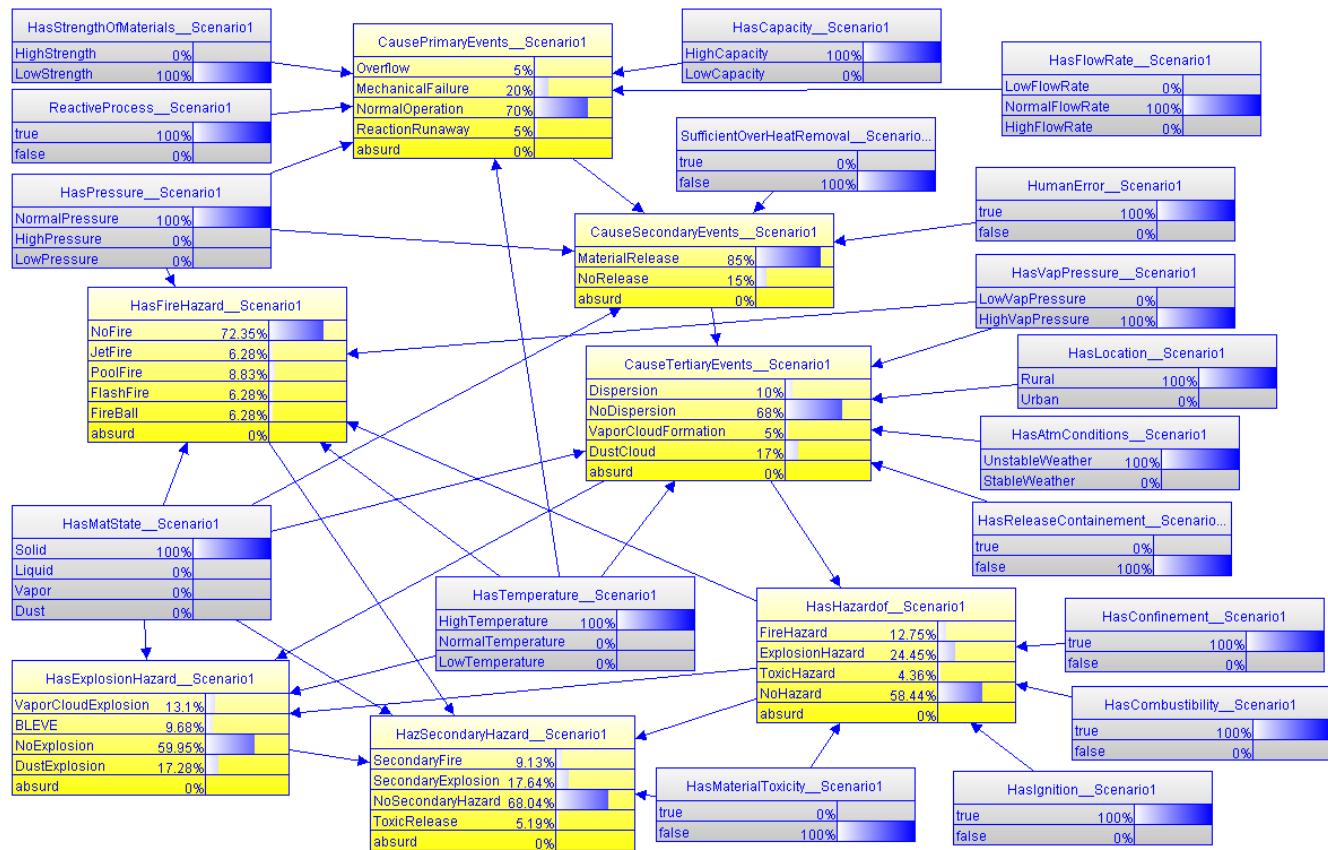 HasStrengthOfMaterials__Scenario1
HighStrength 0%
LowStrength 100%
CausePrimaryEvents__Scenario1
Overflow 5%
MechanicalFailure 20%
NormalOperation 70%
ReactionRunaway 5%
absurd 0%
HasCapacity__Scenario1
HighCapacity 100%
LowCapacity 0%
HasFlowRate__Scenario1
LowFlowRate 0%
NormalFlowRate 100%
HighFlowRate 0%
ReactiveProcess__Scenario1
true 100%
false 0%
SufficientOverHeatRemoval__Scenario...
true 0%
false 100%
HasPressure__Scenario1
NormalPressure 100%
HighPressure 0%
LowPressure 0%
HumanError__Scenario1
true 100%
false 0%
CauseSecondaryEvents__Scenario1
MaterialRelease 85%
NoRelease 15%
absurd 0%
HasVapPressure__Scenario1
LowVapPressure 0%
HighVapPressure 100%
HasFireHazard__Scenario1
NoFire 72.35%
JetFire 6.28%
PoolFire 8.83%
FlashFire 6.28%
FireBall 6.28%
absurd 0%
CauseTertiaryEvents__Scenario1
Dispersion 10%
NoDispersion 68%
VaporCloudFormation 5%
DustCloud 17%
absurd 0%
HasLocation__Scenario1
Rural 100%
Urban 0%
HasAtmConditions__Scenario1
UnstableWeather 100%
StableWeather 0%
HasMatState__Scenario1
Solid 100%
Liquid 0%
Vapor 0%
Dust 0%
HasReleaseContainement__Scenario...
true 0%
false 100%
HasTemperature__Scenario1
HighTemperature 100%
NormalTemperature 0%
LowTemperature 0%
HasHazardof__Scenario1
FireHazard 12.75%
ExplosionHazard 24.45%
ToxicHazard 4.36%
NoHazard 58.44%
absurd 0%
HasConfinement__Scenario1
true 100%
false 0%
HasExplosionHazard__Scenario1
VaporCloudExplosion 13.1%
BLEVE 9.68%
NoExplosion 59.95%
DustExplosion 17.28%
absurd 0%
HasCombustibility__Scenario1
true 100%
false 0%
HazSecondaryHazard__Scenario1
SecondaryFire 9.13%
SecondaryExplosion 17.64%
NoSecondaryHazard 68.04%
ToxicRelease 5.19%
absurd 0%
HasMaterialToxicity__Scenario1
true 0%
false 100%
HasIgnition__Scenario1
true 100%
false 0%